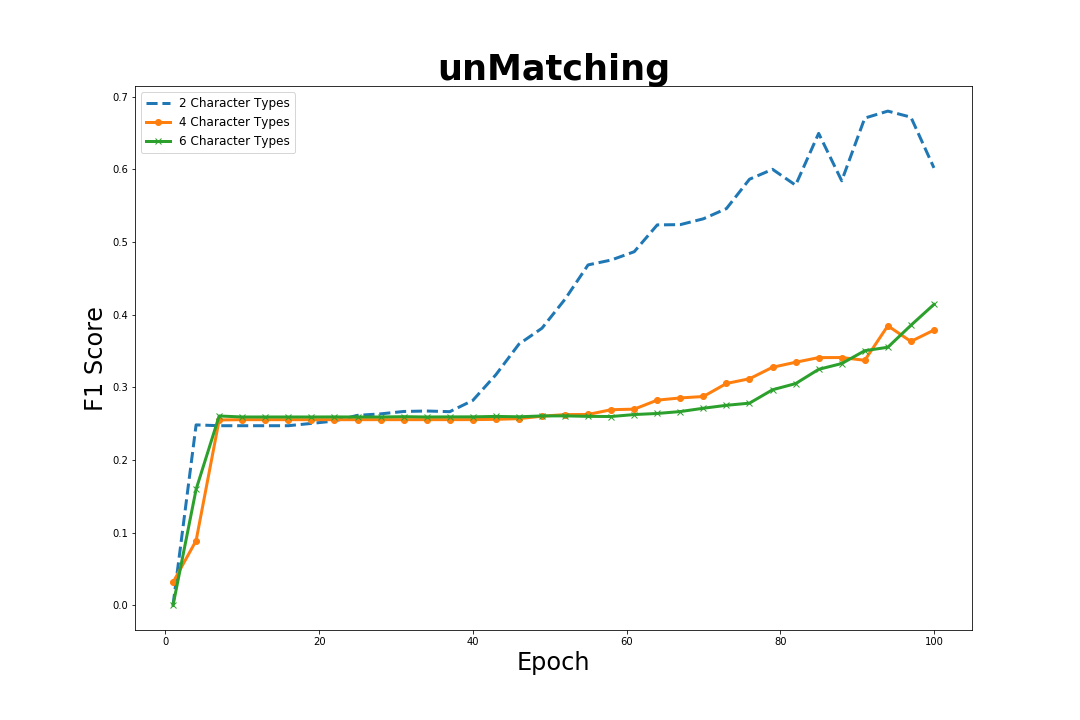 unMatching
2 Character Types
4 Character Types
6 Character Types
0.7
0.6
0.5
0.4
0.3
0.2
0.1
0.0
F1 Score
0 20 40 60 80 100
Epoch